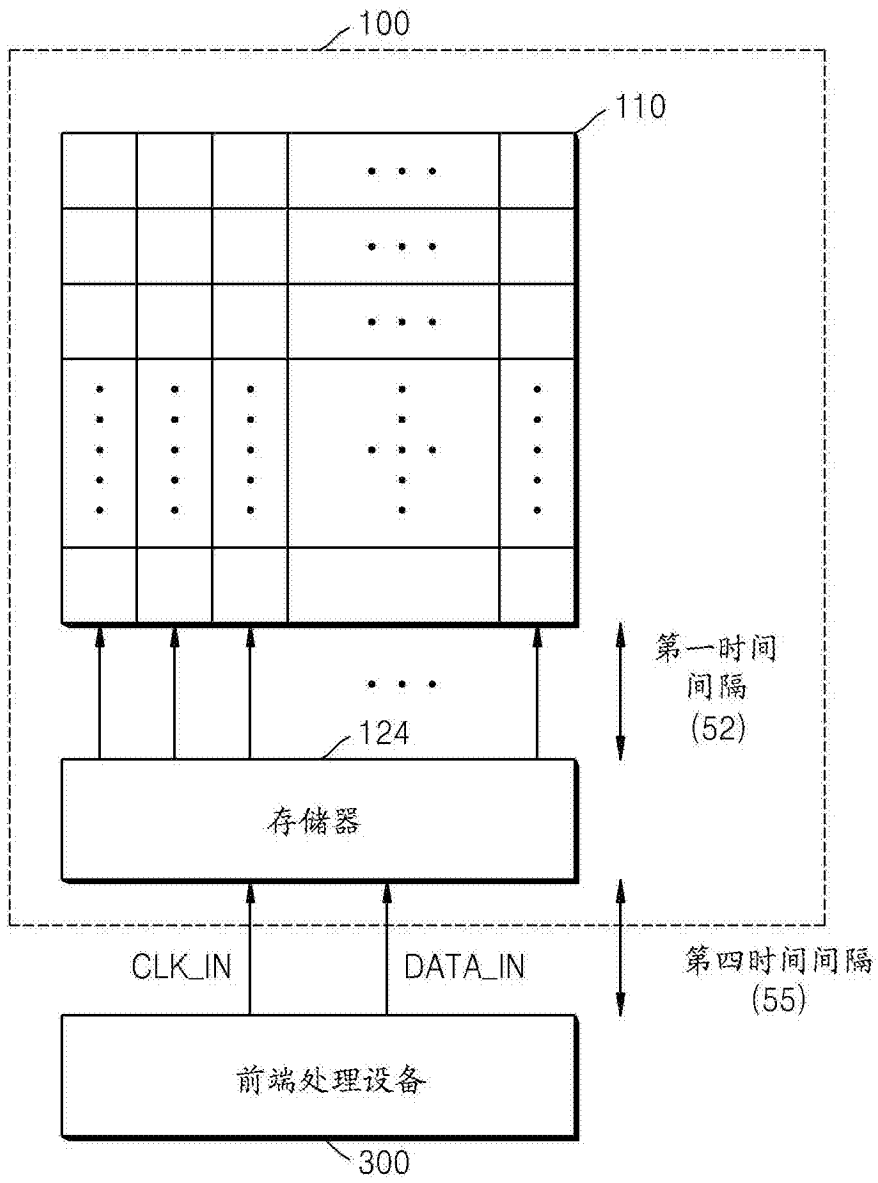 100
110
第一时间
间隔
(52)
124
存储器
CLK_IN
DATA_IN
第四时间间隔
(55)
前端处理设备
300